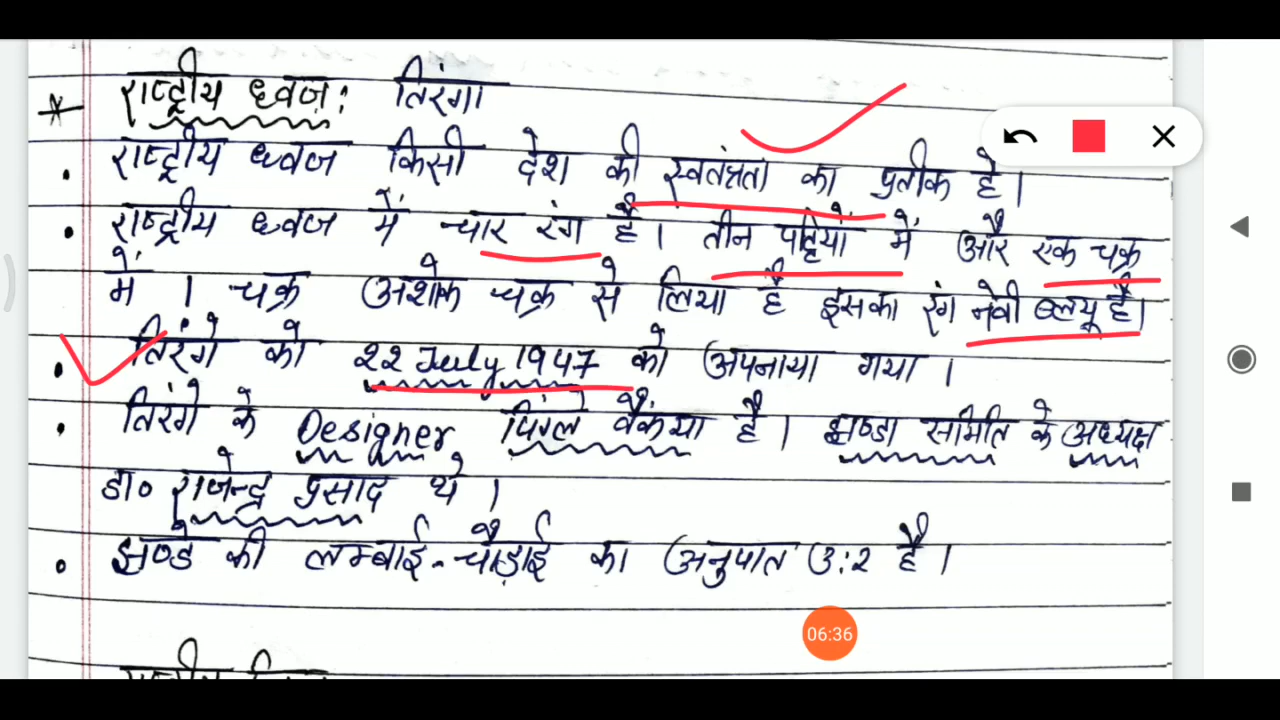 * राष्ट्रीय ध्वज : तिरंगा
• राष्ट्रीय ध्वज किसी देश की स्वतंत्रता का प्रतीक है।
• राष्ट्रीय ध्वज में चार रंग है। तीन पट्टियों में और एक चक्र
में । चक्र अशोक चक्र से लिया है इसका रंग नेवी ब्लयू है।
• तिरंगे को 22 July 1947 को अपनाया गया ।
• तिरंगे के Designer पिंगले वैकंया है। झण्डा समिति के अध्यक्ष
डा० राजेन्द्र प्रसाद थे ।
• झण्डे की लम्बाई-चौड़ाई का अनुपात 3:2 है ।
06:36